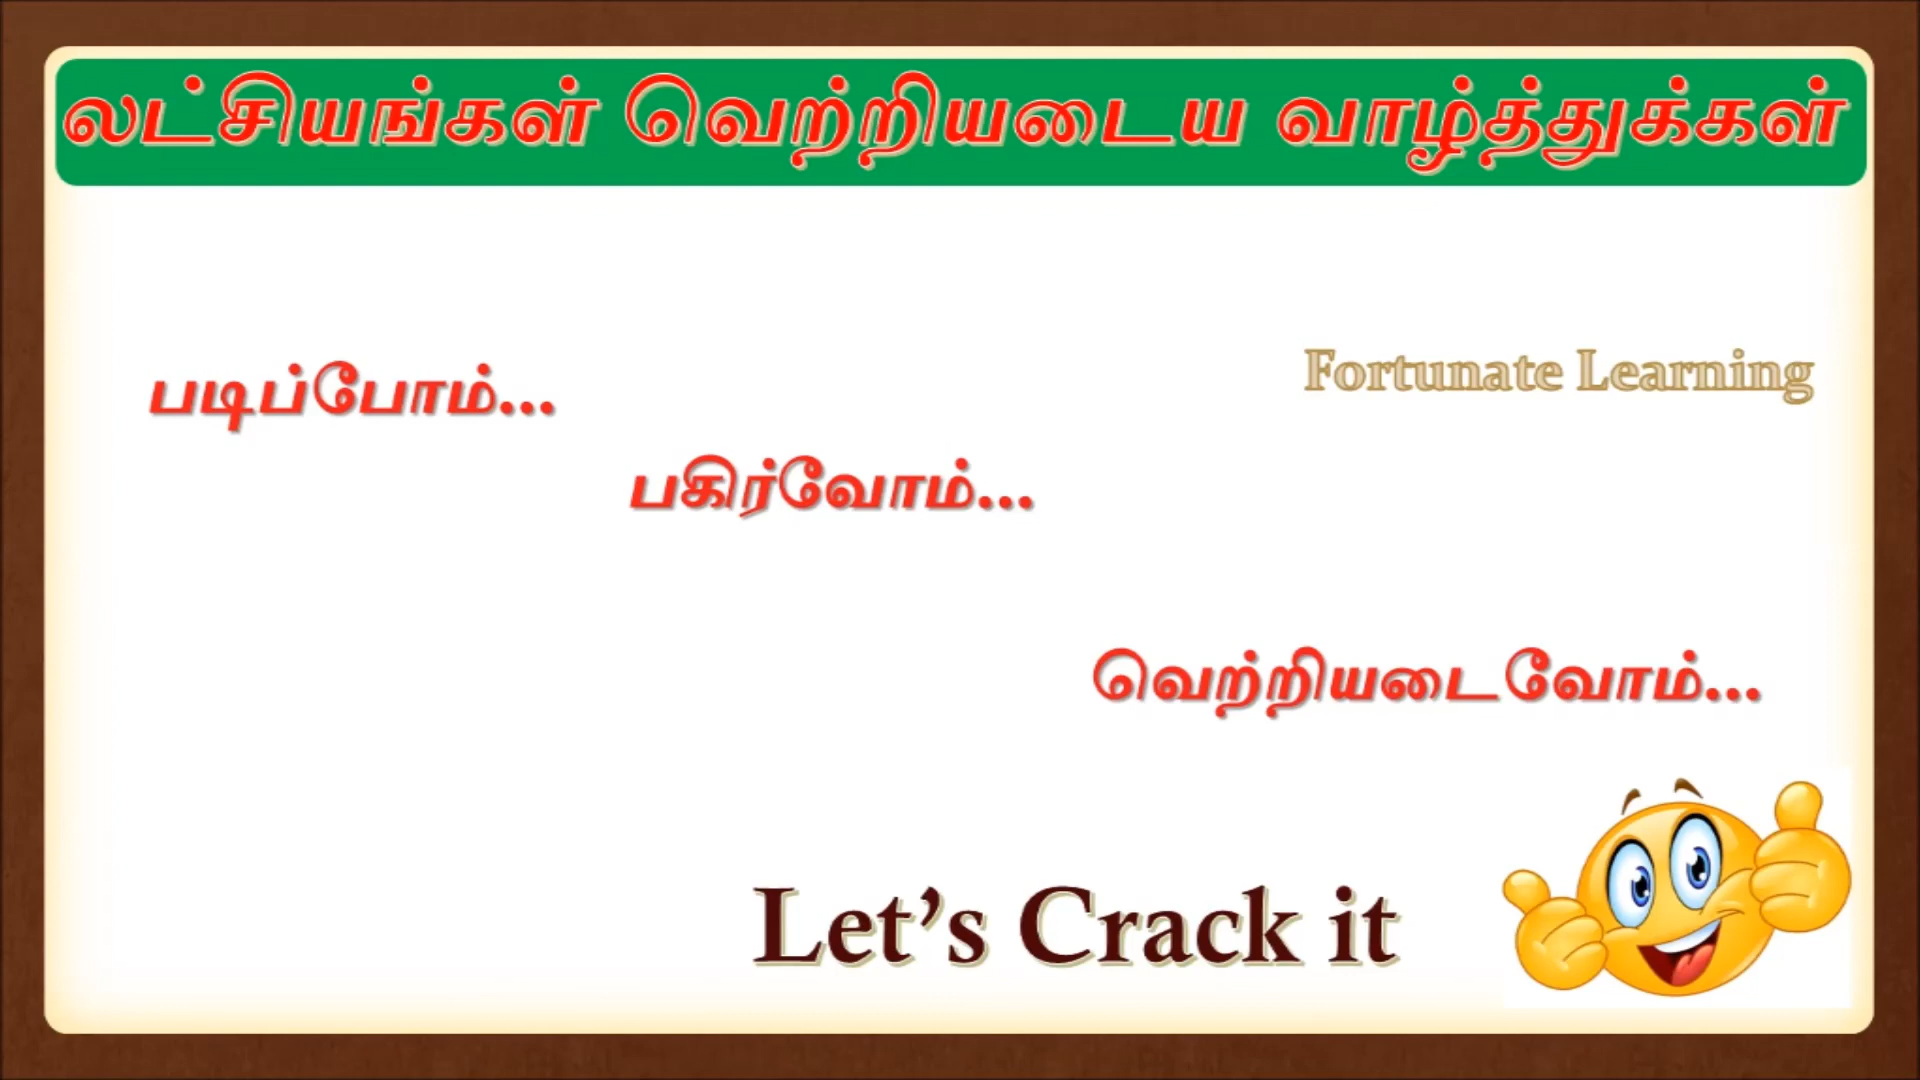 லட்சியங்கள் வெற்றியடைய வாழ்த்துக்கள்
படிப்போம்...
Fortunate Learning
பகிர்வோம்...
வெற்றியடைவோம்...
Let's Crack it